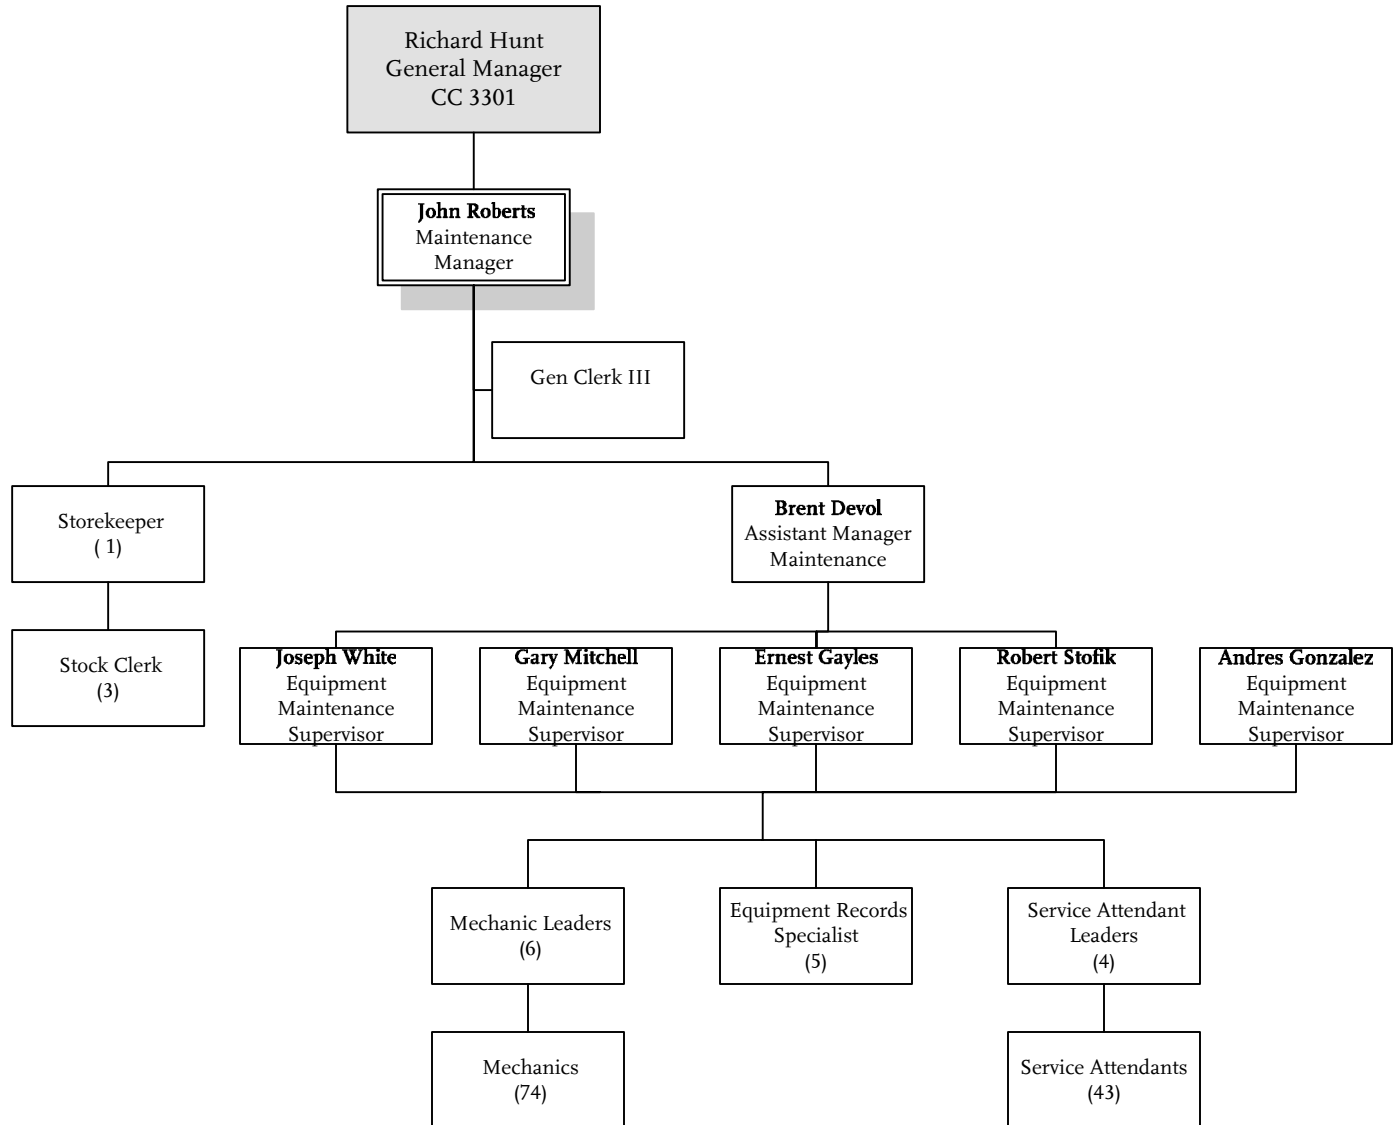 Richard Hunt
General Manager
CC 3301
John Roberts
Maintenance
Manager
Gen Clerk III
Storekeeper
( 1)
Brent Devol
Assistant Manager
Maintenance
Stock Clerk
(3)
Joseph White
Equipment
Maintenance
Supervisor
Gary Mitchell
Equipment
Maintenance
Supervisor
Ernest Gayles
Equipment
Maintenance
Supervisor
Robert Stofik
Equipment
Maintenance
Supervisor
Andres Gonzalez
Equipment
Maintenance
Supervisor
Mechanic Leaders
(6)
Equipment Records
Specialist
(5)
Service Attendant
Leaders
(4)
Mechanics
(74)
Service Attendants
(43)